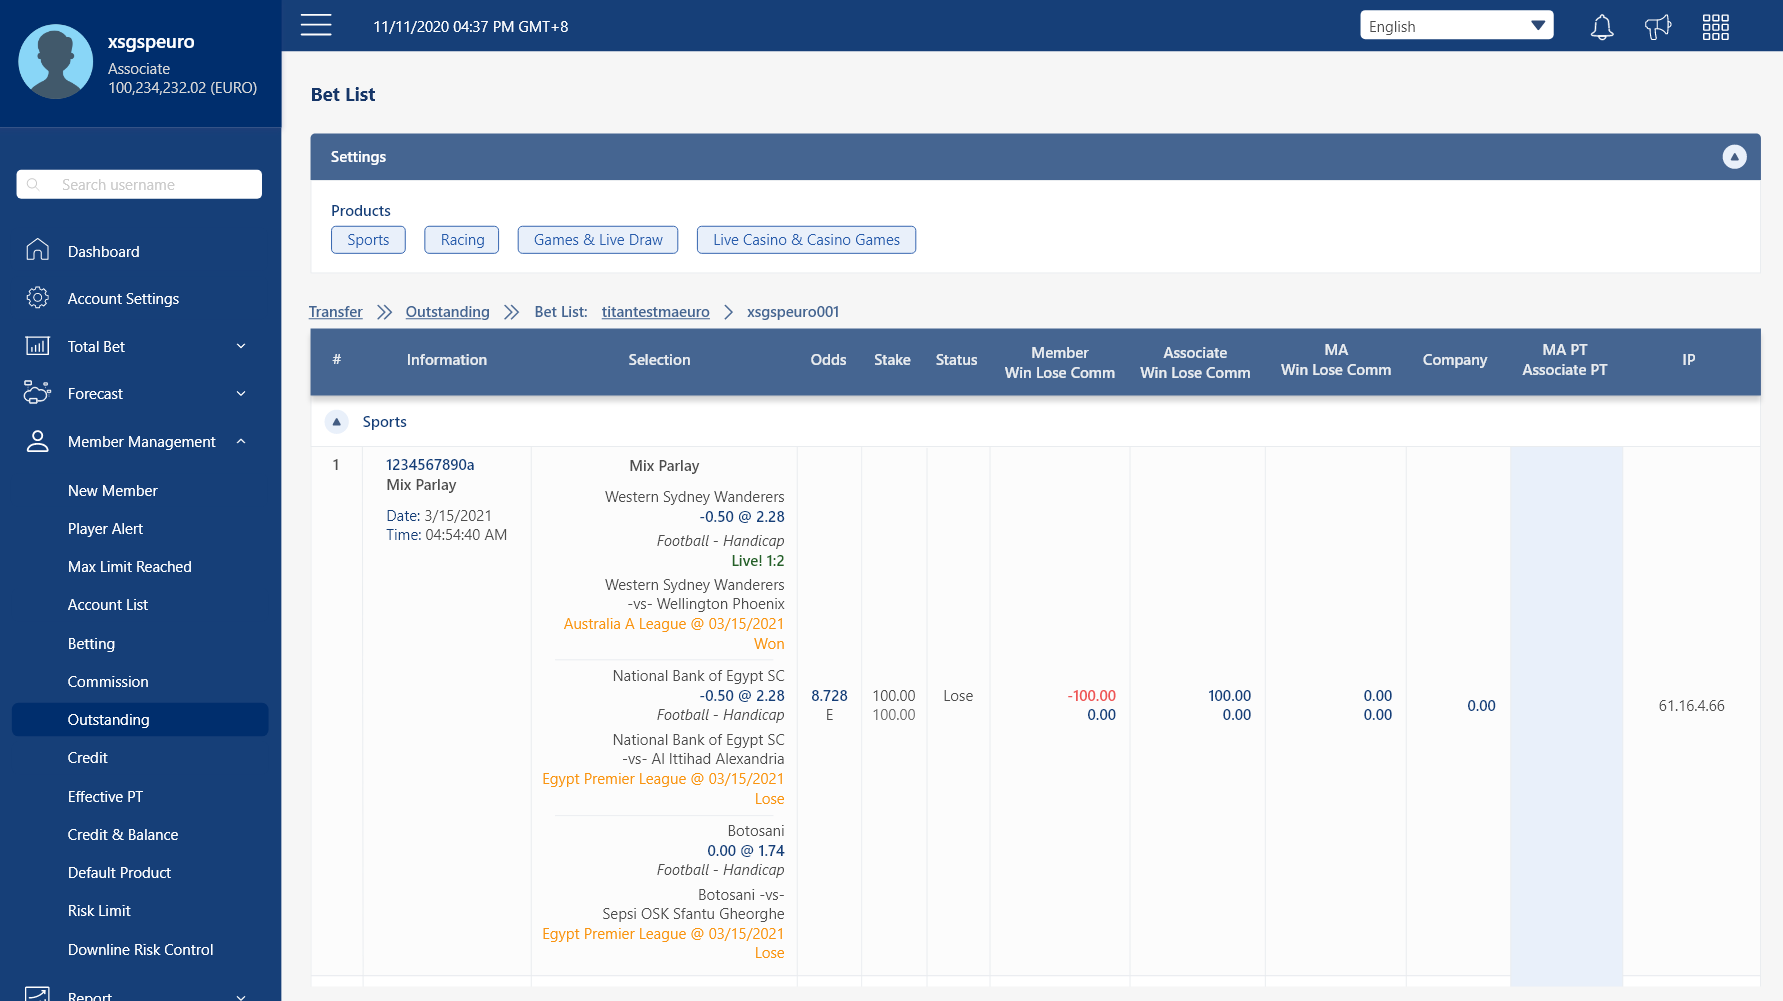 xsgspeuro
Associate
100,234,232.02 (EURO)
11/11/2020 04:37 PM GMT+8
English
Search username
Dashboard
Account Settings
Total Bet
Forecast
Member Management
New Member
Player Alert
Max Limit Reached
Account List
Betting
Commission
Outstanding
Credit
Effective PT
Credit & Balance
Default Product
Risk Limit
Downline Risk Control
Report
Bet List
Settings
Products
Sports Racing Games & Live Draw Live Casino & Casino Games
Transfer Outstanding Bet List: titantestmaeuro xsgspeuro001
# Information Selection Odds Stake Status Member Win Lose Comm Associate Win Lose Comm MA Win Lose Comm Company MA PT Associate PT IP
Sports
1
1234567890a
Mix Parlay
Date: 3/15/2021
Time: 04:54:40 AM
Mix Parlay
Western Sydney Wanderers
-0.50 @ 2.28
Football - Handicap
Live! 1:2
Western Sydney Wanderers
-vs- Wellington Phoenix
Australia A League @ 03/15/2021
Won
National Bank of Egypt SC
-0.50 @ 2.28
Football - Handicap
National Bank of Egypt SC
-vs- Al Ittihad Alexandria
Egypt Premier League @ 03/15/2021
Lose
Botosani
0.00 @ 1.74
Football - Handicap
Botosani -vs-
Sepsi OSK Sfantu Gheorghe
Egypt Premier League @ 03/15/2021
Lose
8.728
E
100.00
100.00
Lose
-100.00
0.00
100.00
0.00
0.00
0.00
0.00
61.16.4.66